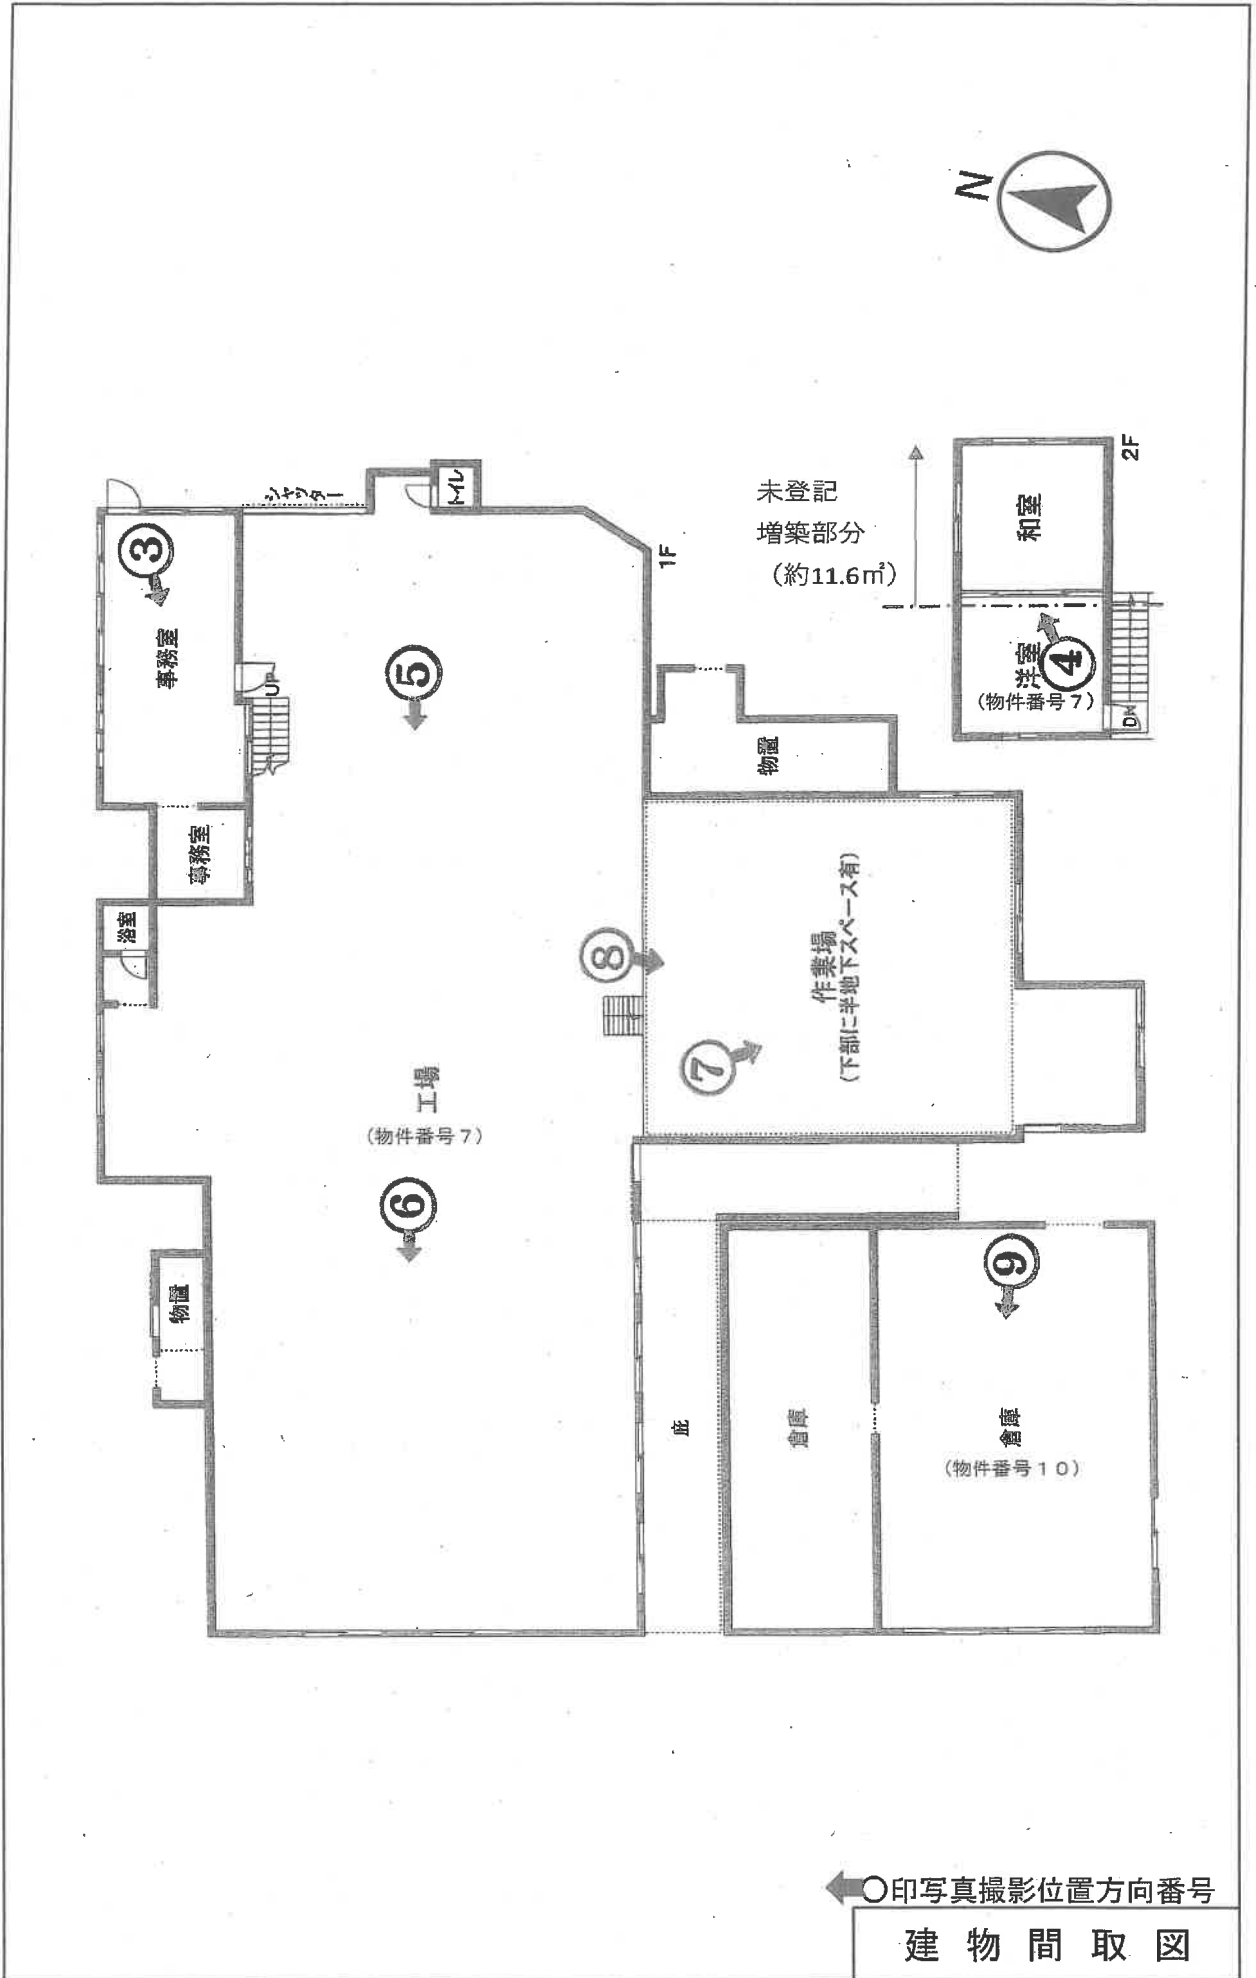 N
③
事務室
UP
シャッター
トイレ
事務室
浴室
⑤
1F
未登記
増築部分
(約11.6㎡)
和室
2F
洋室
④
(物件番号7)
DN
物置
⑧
⑦
作業場
(下部に半地下スペース有)
工場
(物件番号7)
⑥
物置
庇
倉庫
⑨
倉庫
(物件番号10)
○印写真撮影位置方向番号
建物間取図